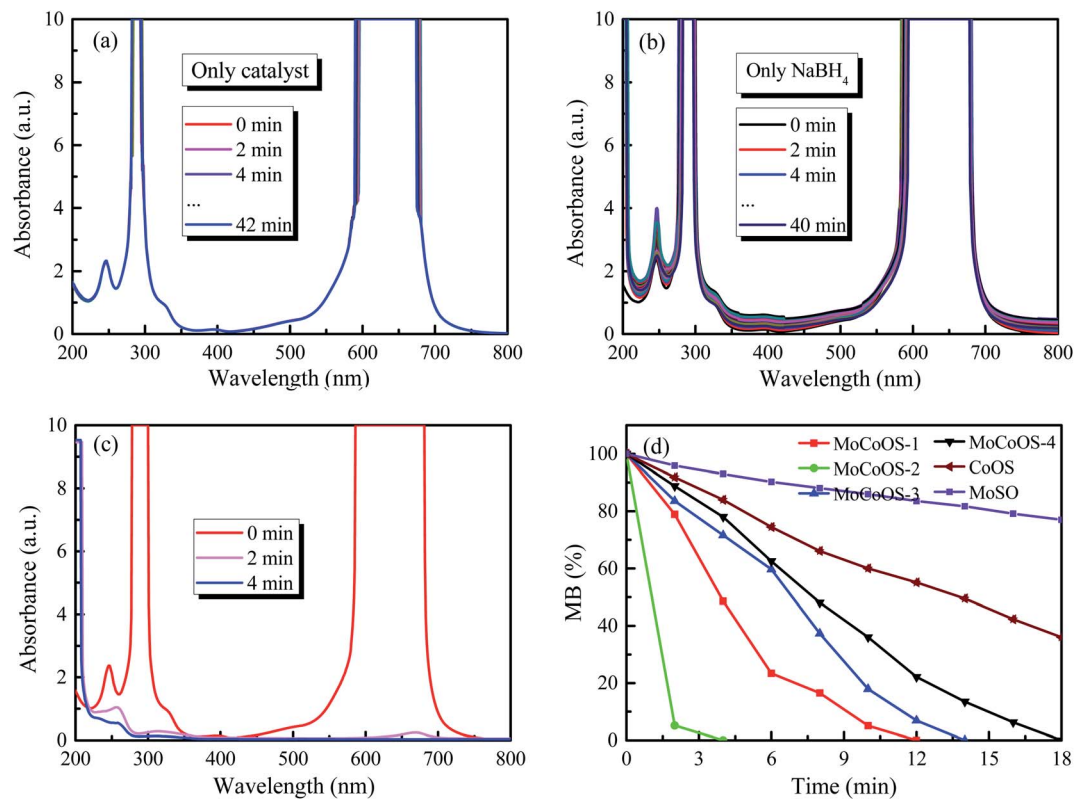 (a)
Only catalyst
0 min
2 min
4 min
...
42 min
Absorbance (a.u.)
10
8
6
4
2
0
200 300 400 500 600 700 800
Wavelength (nm)
(b)
Only NaBH₄
0 min
2 min
4 min
...
40 min
Absorbance (a.u.)
10
8
6
4
2
0
200 300 400 500 600 700 800
Wavelength (nm)
(c)
0 min
2 min
4 min
Absorbance (a.u.)
10
8
6
4
2
0
200 300 400 500 600 700 800
Wavelength (nm)
(d)
MoCoOS-1 MoCoOS-4
MoCoOS-2 CoOS
MoCoOS-3 MoSO
MB (%)
100
80
60
40
20
0
0 3 6 9 12 15 18
Time (min)